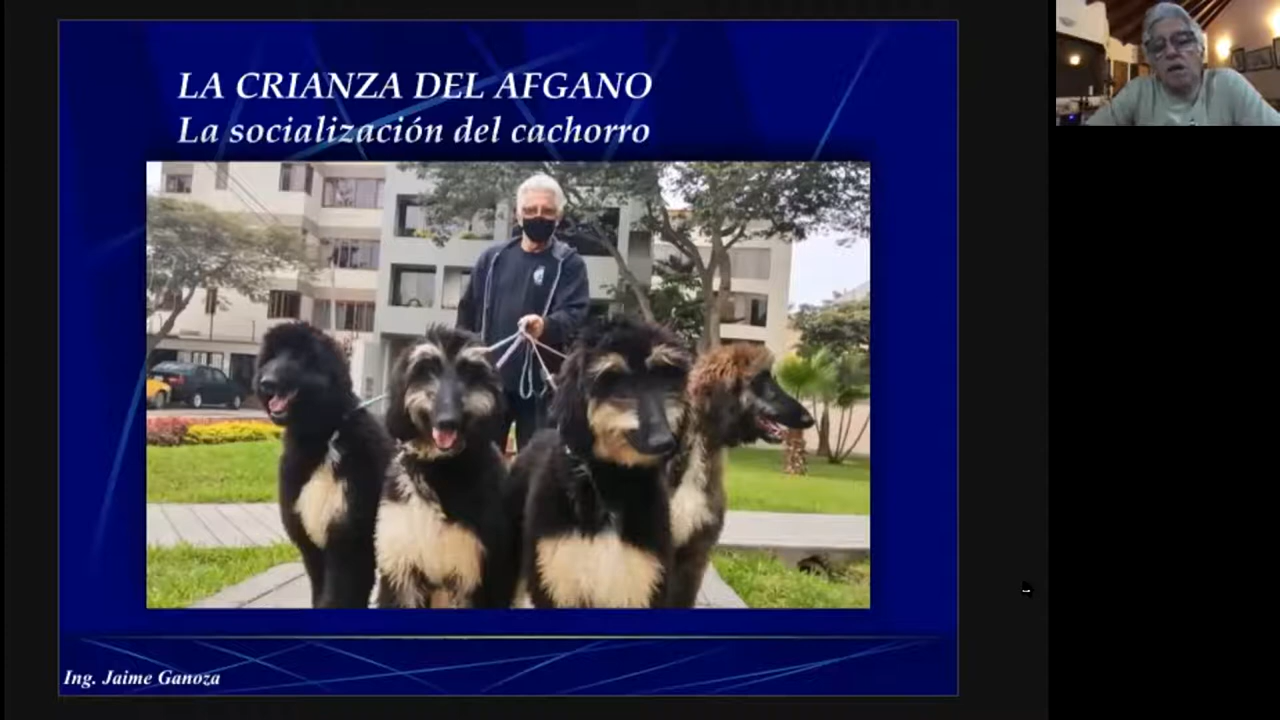 LA CRIANZA DEL AFGANO
La socialización del cachorro
Ing. Jaime Ganoza